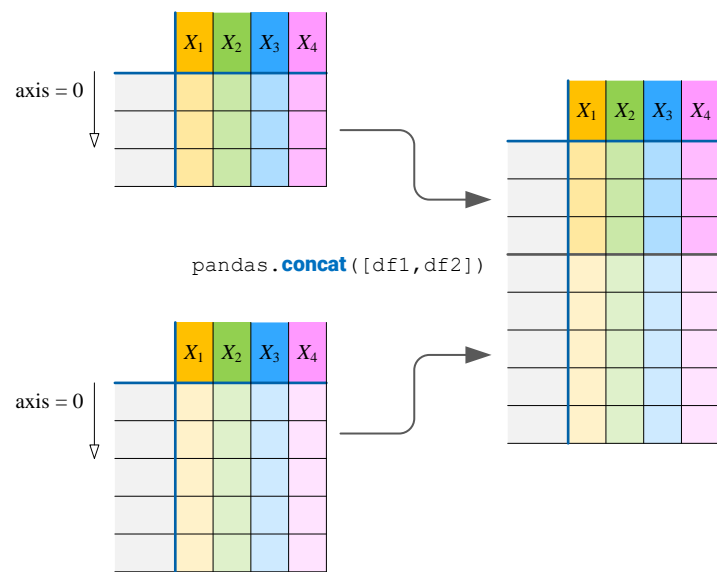 X1 X2 X3 X4
axis = 0
X1 X2 X3 X4
pandas.concat([df1,df2])
X1 X2 X3 X4
axis = 0